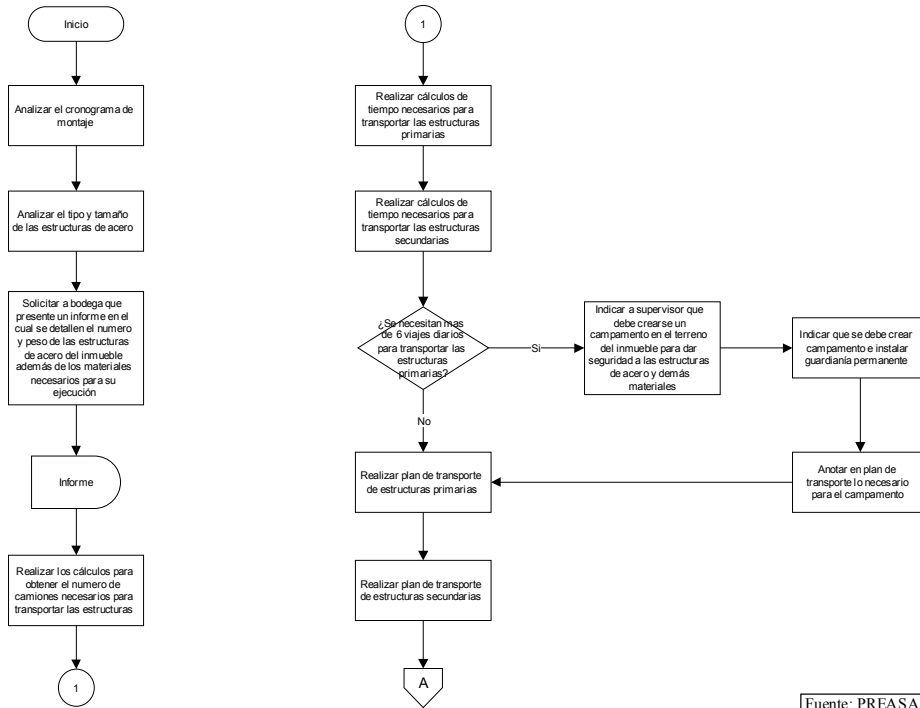 Inicio
Analizar el cronograma de
montaje
Analizar el tipo y tamaño
de las estructuras de acero
Solicitar a bodega que
presente un informe en el
cual se detallen el numero
y peso de las estructuras
de acero del inmueble
además de los materiales
necesarios para su
ejecución
Informe
Realizar los cálculos para
obtener el numero de
camiones necesarios para
transportar las estructuras
1
1
Realizar cálculos de
tiempo necesarios para
transportar las estructuras
primarias
Realizar cálculos de
tiempo necesarios para
transportar las estructuras
secundarias
¿Se necesitan mas
de 6 viajes diarios
para transportar las
estructuras
primarias?
Si
Indicar a supervisor que
debe crearse un
campamento en el terreno
del inmueble para dar
seguridad a las estructuras
de acero y demás
materiales
Indicar que se debe crear
campamento e instalar
guardianía permanente
Anotar en plan de
transporte lo necesario
para el campamento
No
Realizar plan de transporte
de estructuras primarias
Realizar plan de transporte
de estructuras secundarias
A
Fuente: PREASA